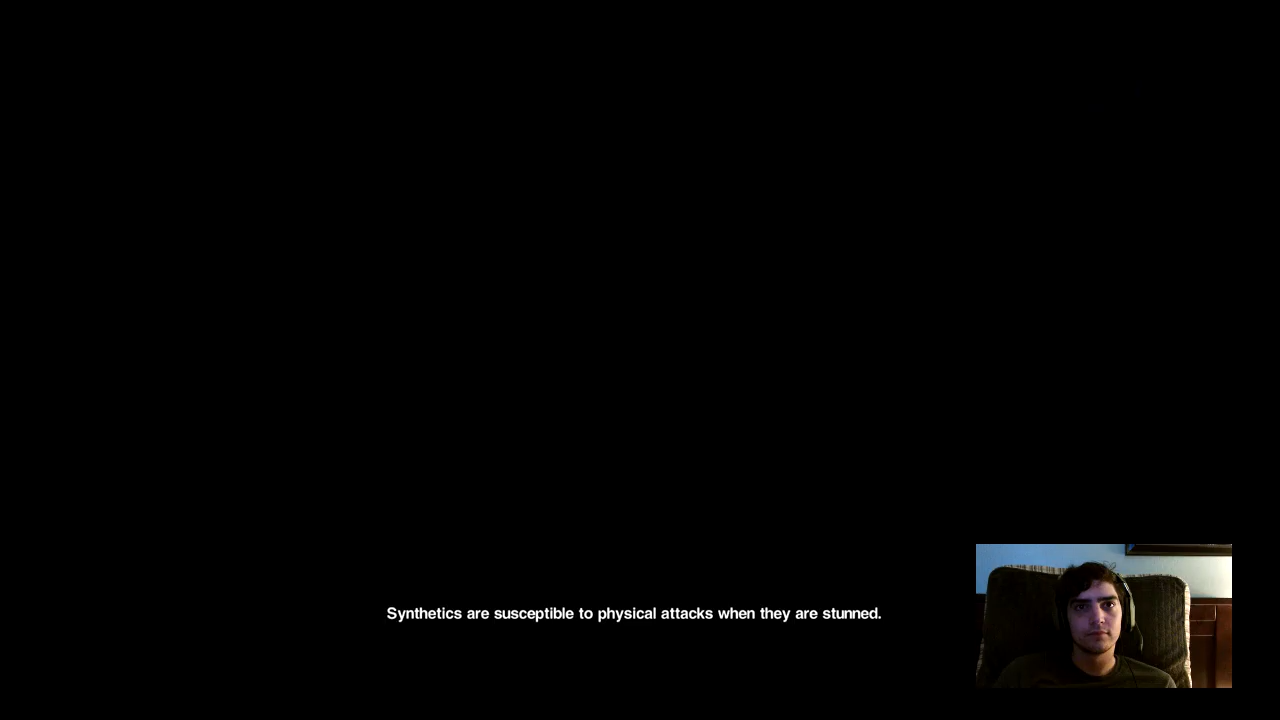 Synthetics are susceptible to physical attacks when they are stunned.